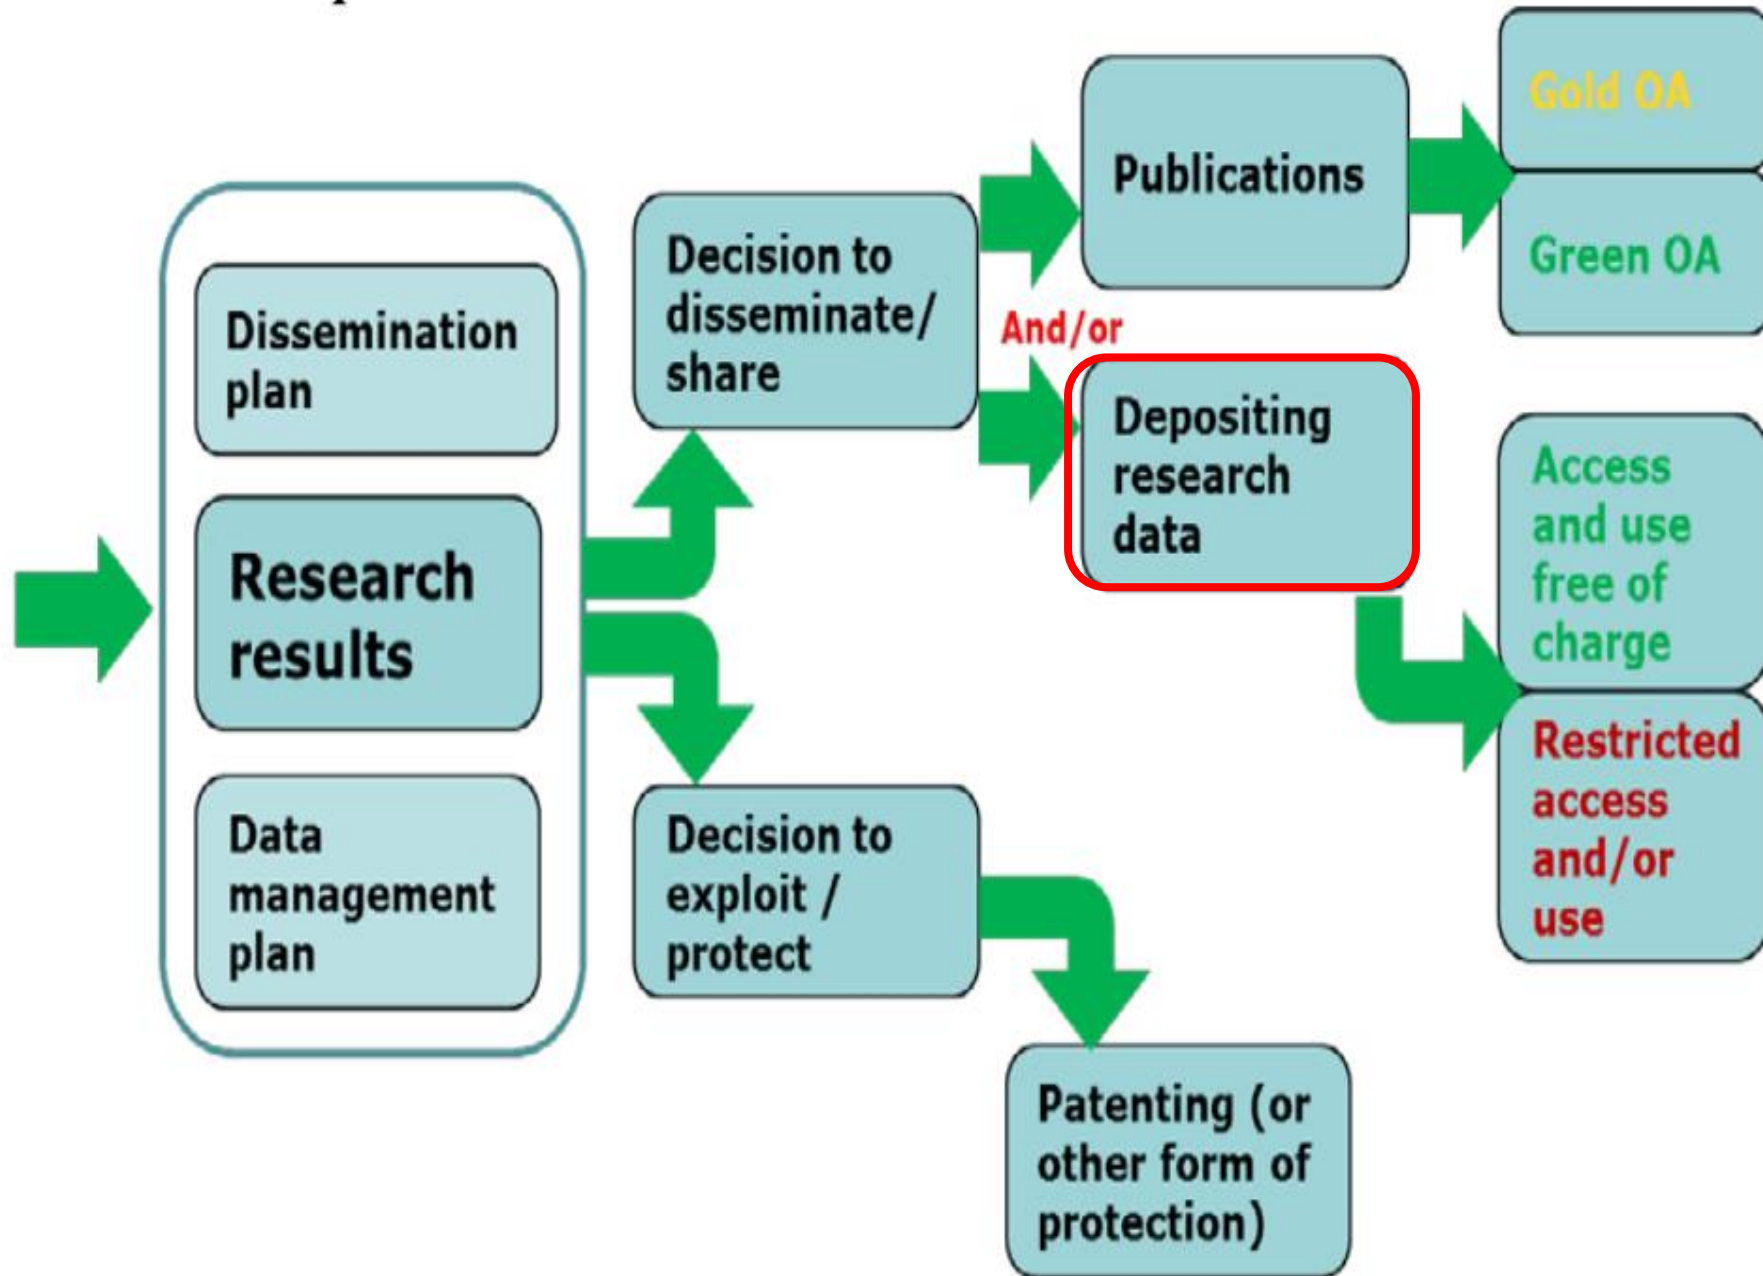 Dissemination
plan
Research
results
Data
management
plan
Decision to
disseminate/
share
And/or
Decision to
exploit /
protect
Publications
Depositing
research
data
Patenting (or
other form of
protection)
Gold OA
Green OA
Access
and use
free of
charge
Restricted
access
and/or
use